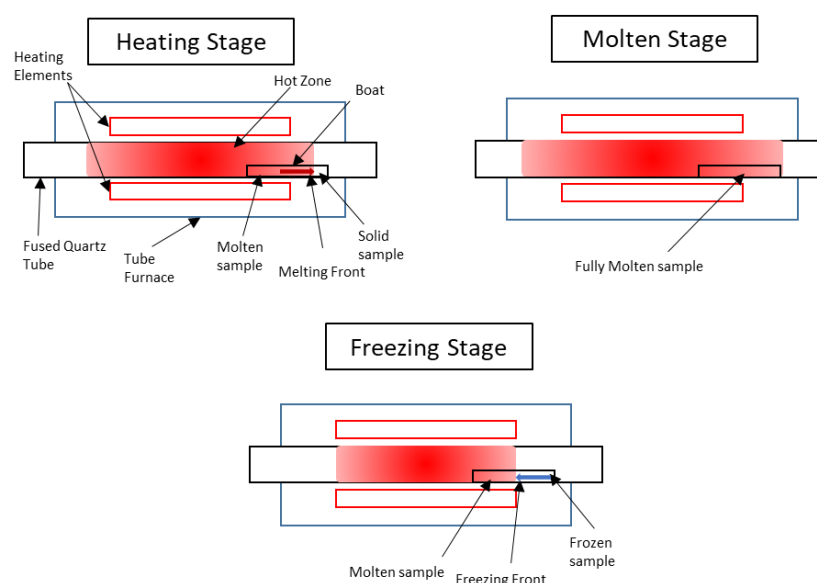 Heating Stage
Heating
Elements
Hot Zone
Boat
Fused Quartz
Tube
Tube
Furnace
Molten
sample
Melting Front
Solid
sample
Molten Stage
Fully Molten sample
Freezing Stage
Molten sample
Freezing Front
Frozen
sample